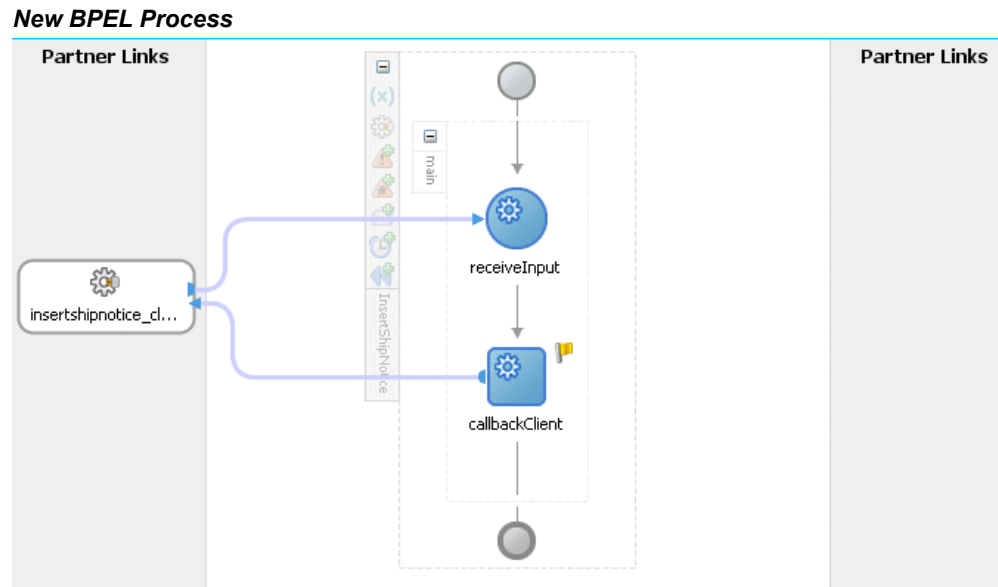 New BPEL Process
Partner Links
Partner Links
(x)
main
receiveInput
insertshipnotice_cl...
InsertShipNotice
callbackClient